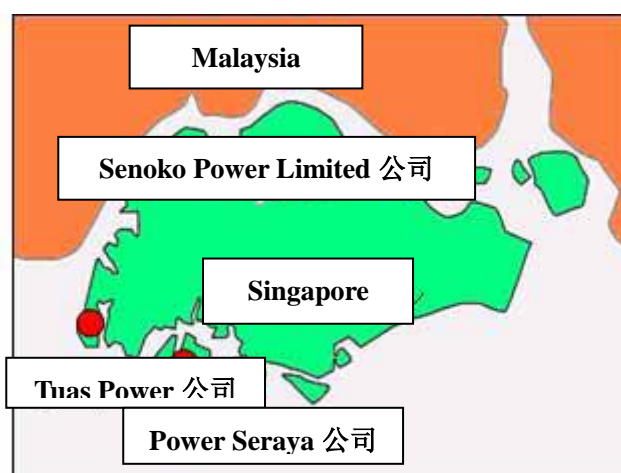 Malaysia
Senoko Power Limited 公司
Singapore
Tuas Power 公司
Power Seraya 公司